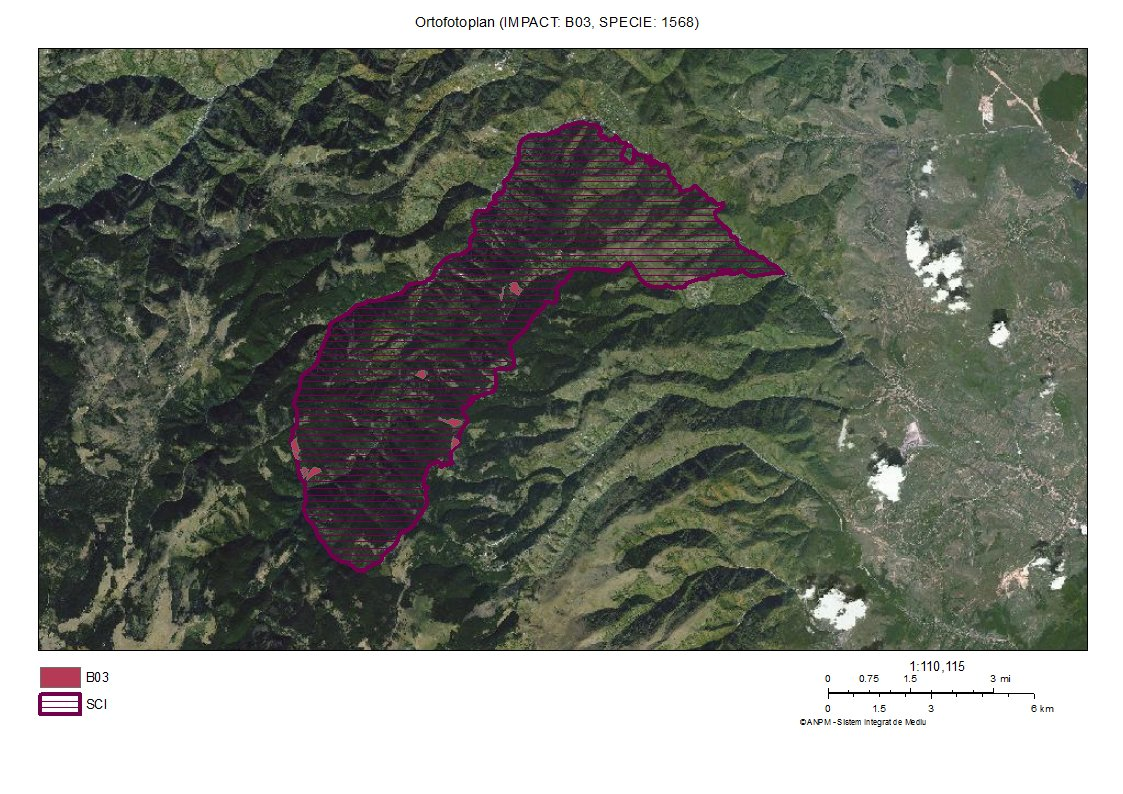 Ortofotoplan (IMPACT: B03, SPECIE: 1568)
B03
SCI
1:110,115
0 0.75 1.5 3 mi
0 1.5 3 6 km
©ANPM - Sistem Integrat de Mediu